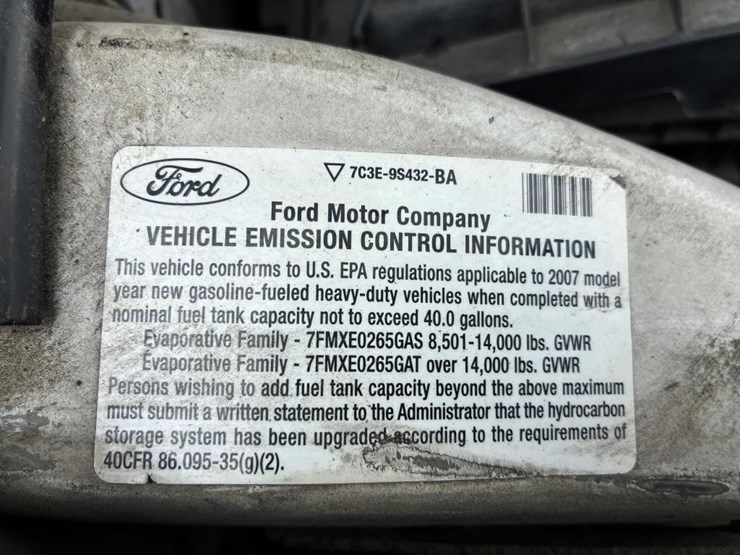 Ford
7C3E-9S432-BA
Ford Motor Company
VEHICLE EMISSION CONTROL INFORMATION
This vehicle conforms to U.S. EPA regulations applicable to 2007 model
year new gasoline-fueled heavy-duty vehicles when completed with a
nominal fuel tank capacity not to exceed 40.0 gallons.
Evaporative Family - 7FMXE0265GAS 8,501-14,000 lbs. GVWR
Evaporative Family - 7FMXE0265GAT over 14,000 lbs. GVWR
Persons wishing to add fuel tank capacity beyond the above maximum
must submit a written statement to the Administrator that the hydrocarbon
storage system has been upgraded according to the requirements of
40CFR 86.095-35(g)(2).